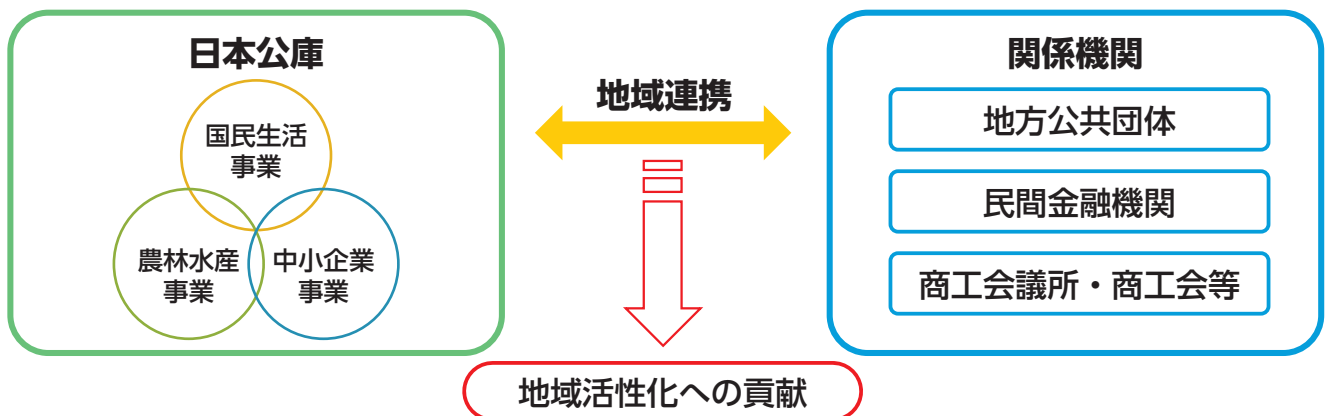 日本公庫
国民生活
事業
農林水産
事業
中小企業
事業
地域連携
関係機関
地方公共団体
民間金融機関
商工会議所・商工会等
地域活性化への貢献